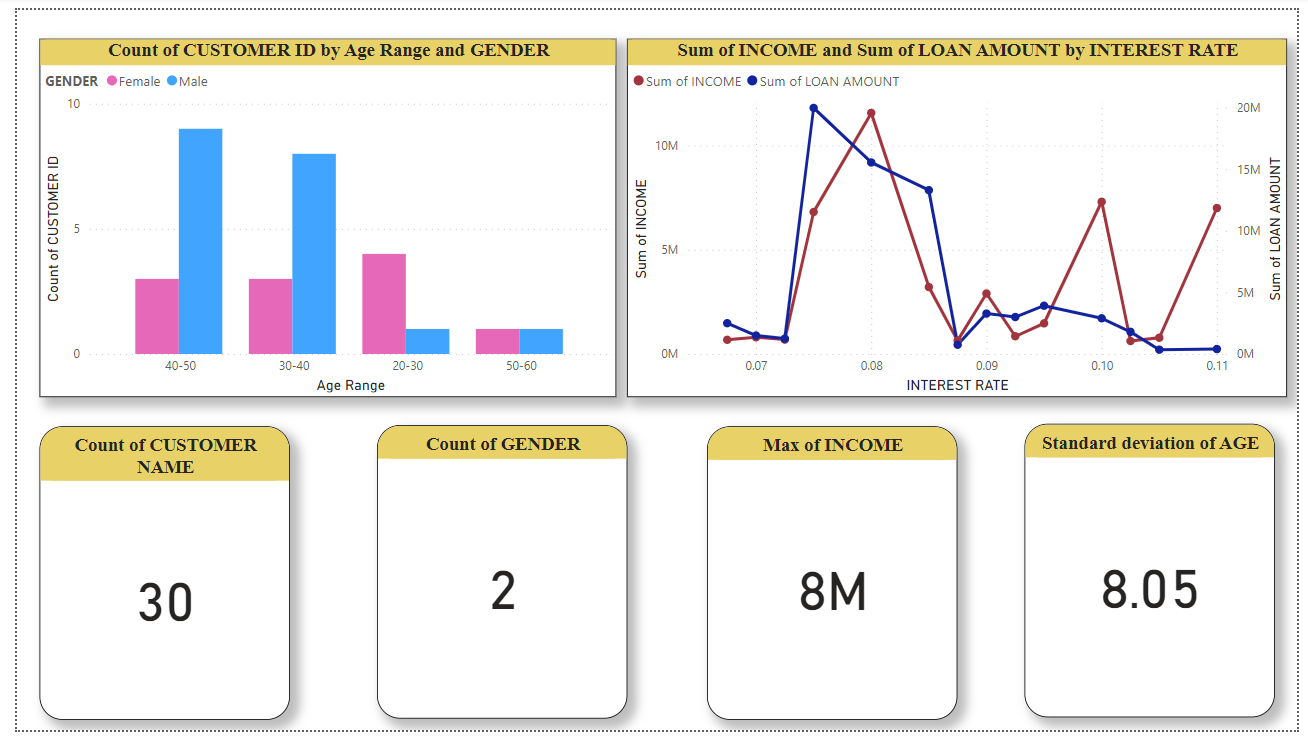 Count of CUSTOMER ID by Age Range and GENDER
GENDER Female Male
Count of CUSTOMER ID
10
5
0
40-50 30-40 20-30 50-60
Age Range
Sum of INCOME and Sum of LOAN AMOUNT by INTEREST RATE
Sum of INCOME Sum of LOAN AMOUNT
Sum of INCOME
10M
5M
0M
20M
15M
10M
5M
0M
Sum of LOAN AMOUNT
0.07 0.08 0.09 0.10 0.11
INTEREST RATE
Count of CUSTOMER
NAME
30
Count of GENDER
2
Max of INCOME
8M
Standard deviation of AGE
8.05